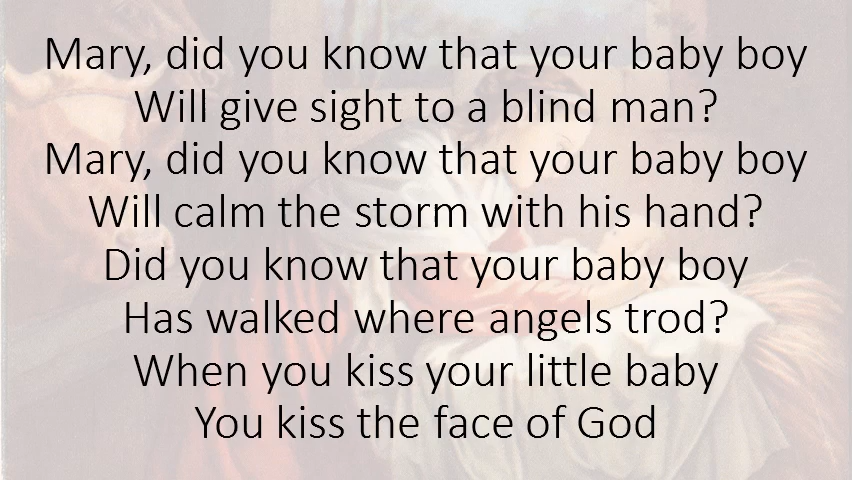 Mary, did you know that your baby boy
Will give sight to a blind man?
Mary, did you know that your baby boy
Will calm the storm with his hand?
Did you know that your baby boy
Has walked where angels trod?
When you kiss your little baby
You kiss the face of God